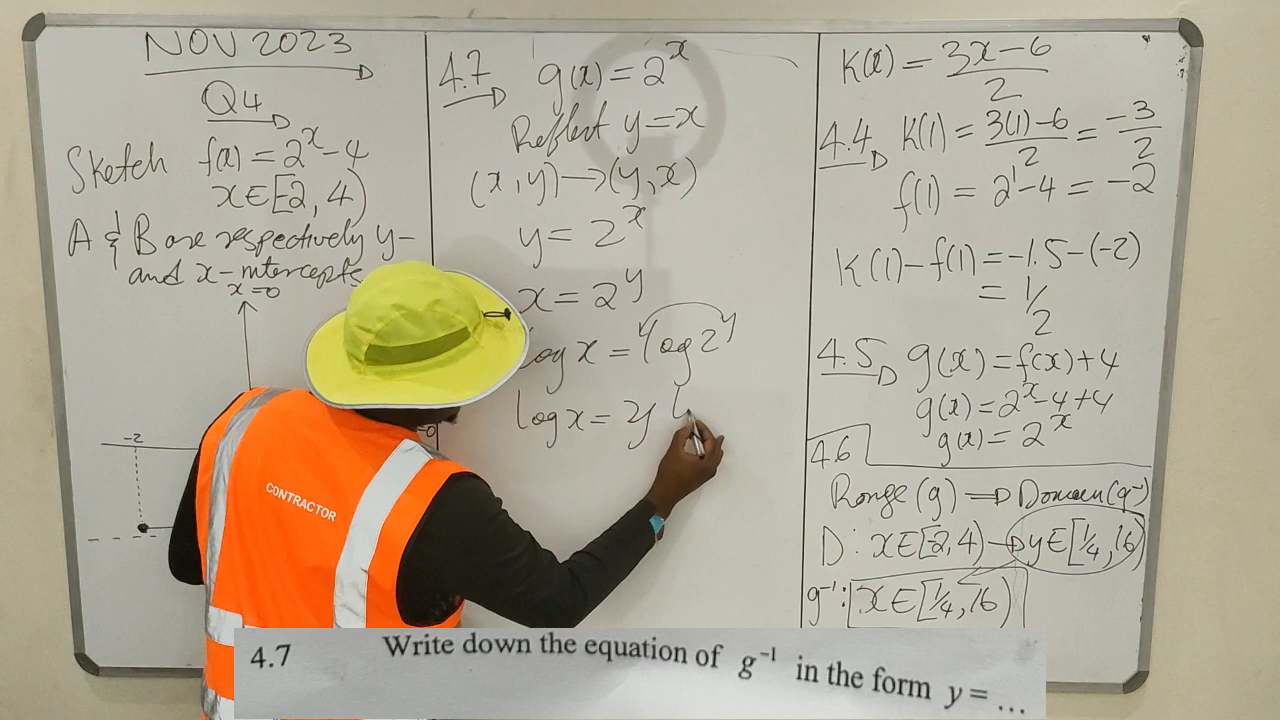 NOV 2023
Q4
Sketch f(x) = 2^x - 4
x ∈ [-2, 4)
A & B are respectively y-
and x-intercepts
x=0
-2
=0
CONTRACTOR
4.7 g(x) = 2^x
Reflect y = x
(x, y) → (y, x)
y = 2^x
x = 2^y
log x = log 2^y
log x = y
K(x) = (3x - 6)/2
4.4 K(1) = (3(1) - 6)/2 = -3/2
f(1) = 2^1 - 4 = -2
K(1) - f(1) = -1.5 - (-2)
= 1/2
4.5 g(x) = f(x) + 4
g(x) = 2^x - 4 + 4
g(x) = 2^x
4.6
Range (g) ⇒ Domain (g^-1)
D: x ∈ [-2, 4) → y ∈ [1/4, 16)
g^-1: x ∈ [1/4, 16)
4.7 Write down the equation of g^-1 in the form y = ...